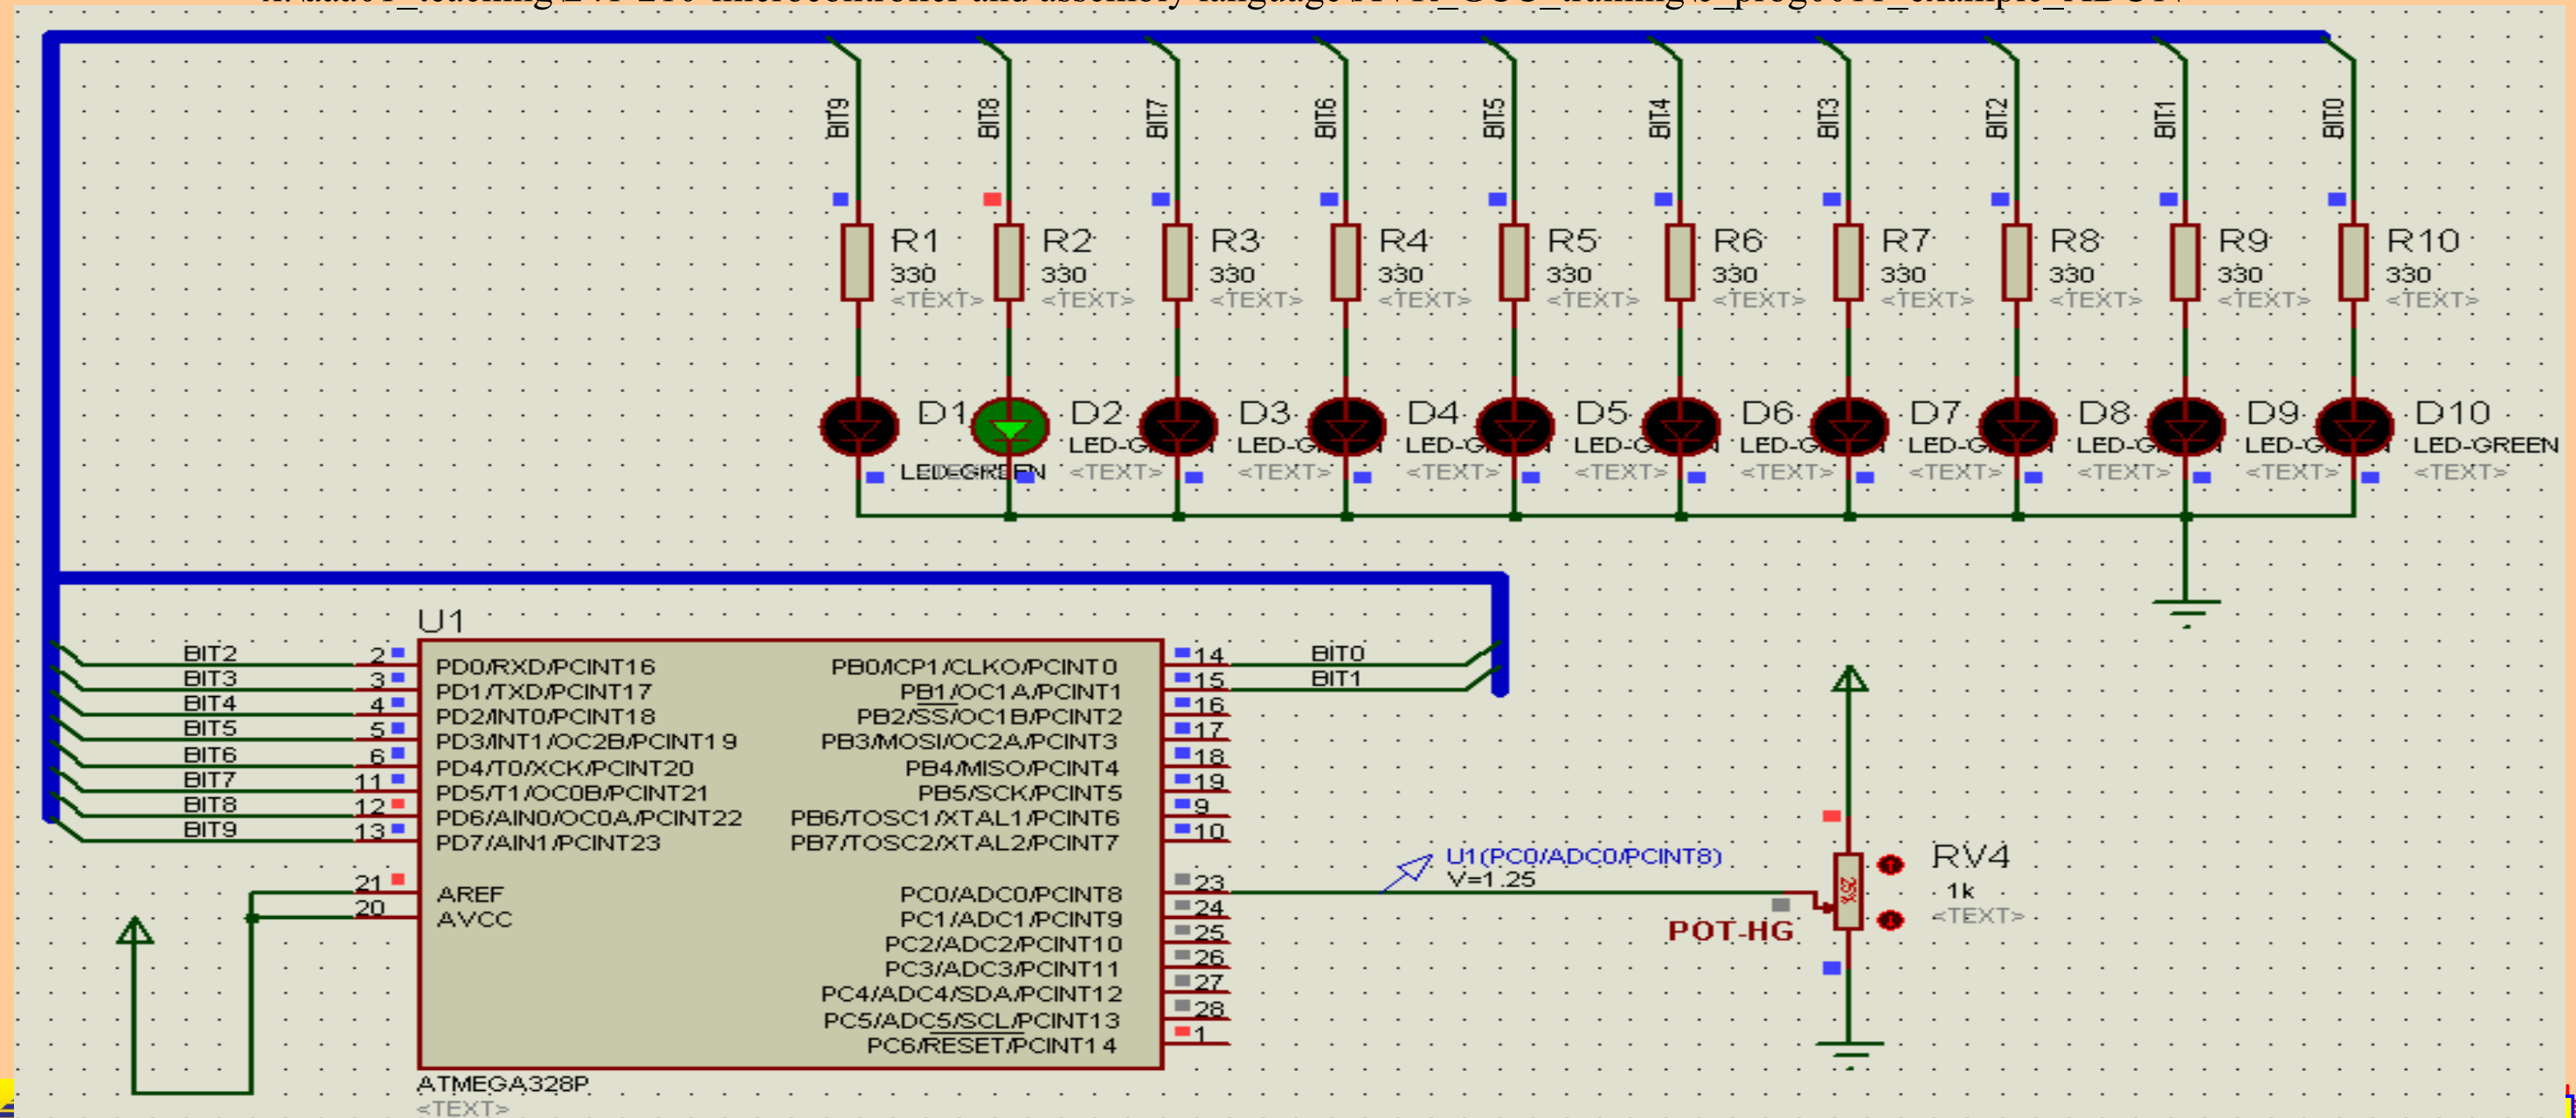 BIT9 BIT8 BIT7 BIT6 BIT5 BIT4 BIT3 BIT2 BIT1 BIT0
R1 R2 R3 R4 R5 R6 R7 R8 R9 R10
330 330 330 330 330 330 330 330 330 330
<TEXT> <TEXT> <TEXT> <TEXT> <TEXT> <TEXT> <TEXT> <TEXT> <TEXT> <TEXT>
D1 D2 D3 D4 D5 D6 D7 D8 D9 D10
LED-GREEN
LED-GREEN
<TEXT> <TEXT> <TEXT> <TEXT> <TEXT> <TEXT> <TEXT> <TEXT> <TEXT>
U1
BIT2 2 PD0/RXD/PCINT16 PB0/ICP1/CLKO/PCINT0 14 BIT0
BIT3 3 PD1/TXD/PCINT17 PB1/OC1A/PCINT1 15 BIT1
BIT4 4 PD2/INT0/PCINT18 PB2/SS/OC1B/PCINT2 16
BIT5 5 PD3/INT1/OC2B/PCINT19 PB3/MOSI/OC2A/PCINT3 17
BIT6 6 PD4/T0/XCK/PCINT20 PB4/MISO/PCINT4 18
BIT7 11 PD5/T1/OC0B/PCINT21 PB5/SCK/PCINT5 19
BIT8 12 PD6/AIN0/OC0A/PCINT22 PB6/TOSC1/XTAL1/PCINT6 9
BIT9 13 PD7/AIN1/PCINT23 PB7/TOSC2/XTAL2/PCINT7 10
21 AREF PC0/ADC0/PCINT8 23
20 AVCC PC1/ADC1/PCINT9 24
PC2/ADC2/PCINT10 25
PC3/ADC3/PCINT11 26
PC4/ADC4/SDA/PCINT12 27
PC5/ADC5/SCL/PCINT13 28
PC6/RESET/PCINT14 1
ATMEGA328P
<TEXT>
U1(PC0/ADC0/PCINT8)
V=1.25
POT-HG
25%
RV4
1k
<TEXT>